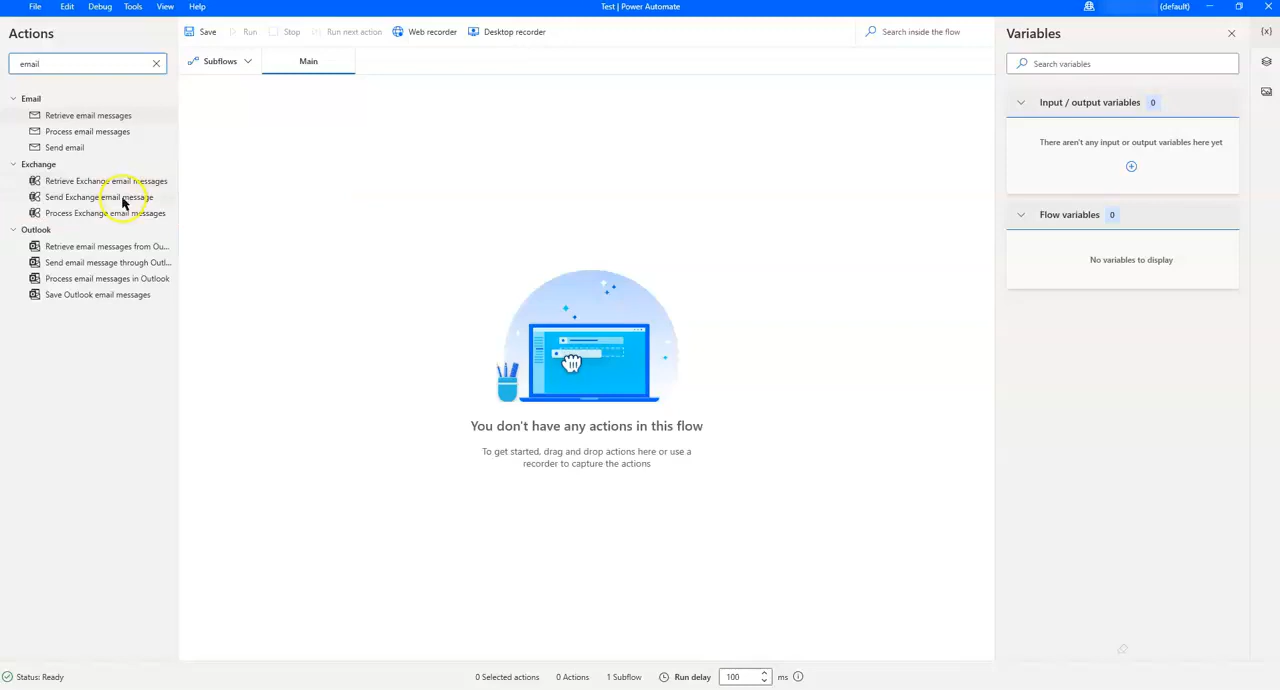 File Edit Debug Tools View Help
Test | Power Automate
(default)
Actions
Save Run Stop Run next action Web recorder Desktop recorder
Search inside the flow
Variables
{x}
email
Subflows Main
Search variables
Email
Retrieve email messages
Process email messages
Send email
Exchange
Retrieve Exchange email messages
Send Exchange email message
Process Exchange email messages
Outlook
Retrieve email messages from Ou...
Send email message through Outl...
Process email messages in Outlook
Save Outlook email messages
You don't have any actions in this flow
To get started, drag and drop actions here or use a
recorder to capture the actions
Input / output variables 0
There aren't any input or output variables here yet
Flow variables 0
No variables to display
Status: Ready
0 Selected actions 0 Actions 1 Subflow Run delay 100 ms